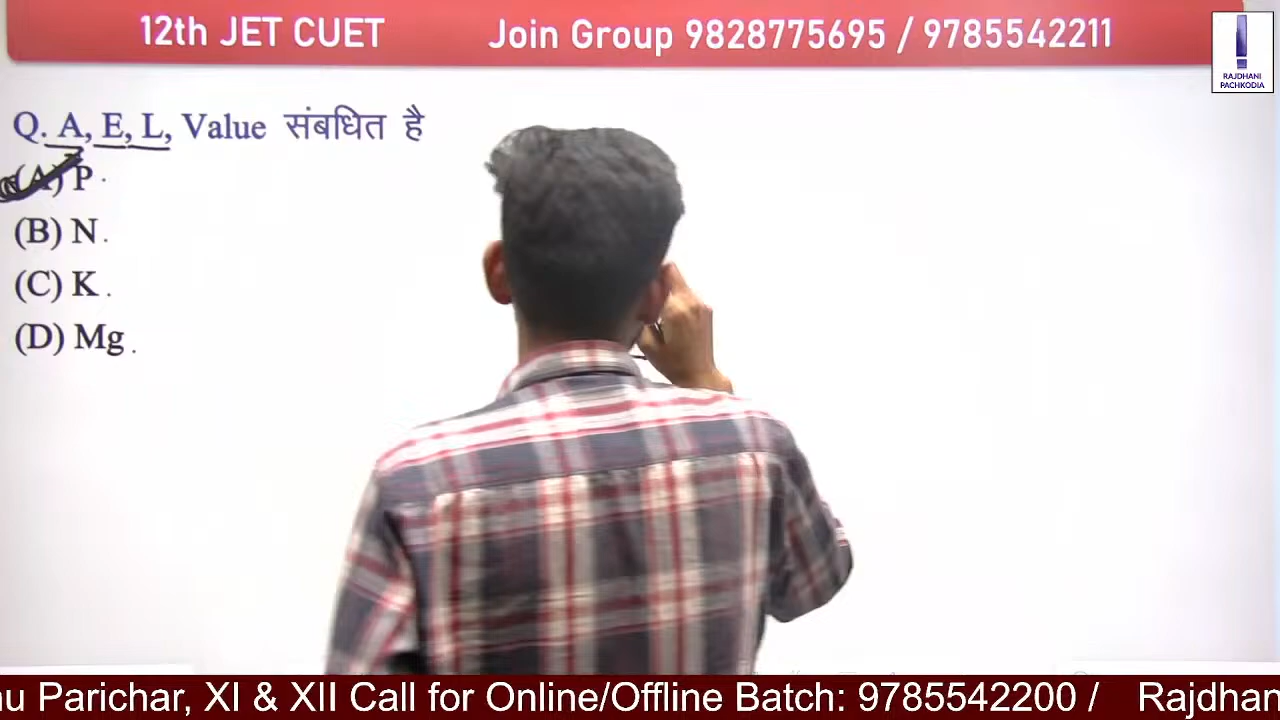 12th JET CUET Join Group 9828775695 / 9785542211
RAJDHANI
PACHKODIA
Q. A, E, L, Value संबधित है
(A) P
(B) N
(C) K
(D) Mg
Parichar, XI & XII Call for Online/Offline Batch: 9785542200 /